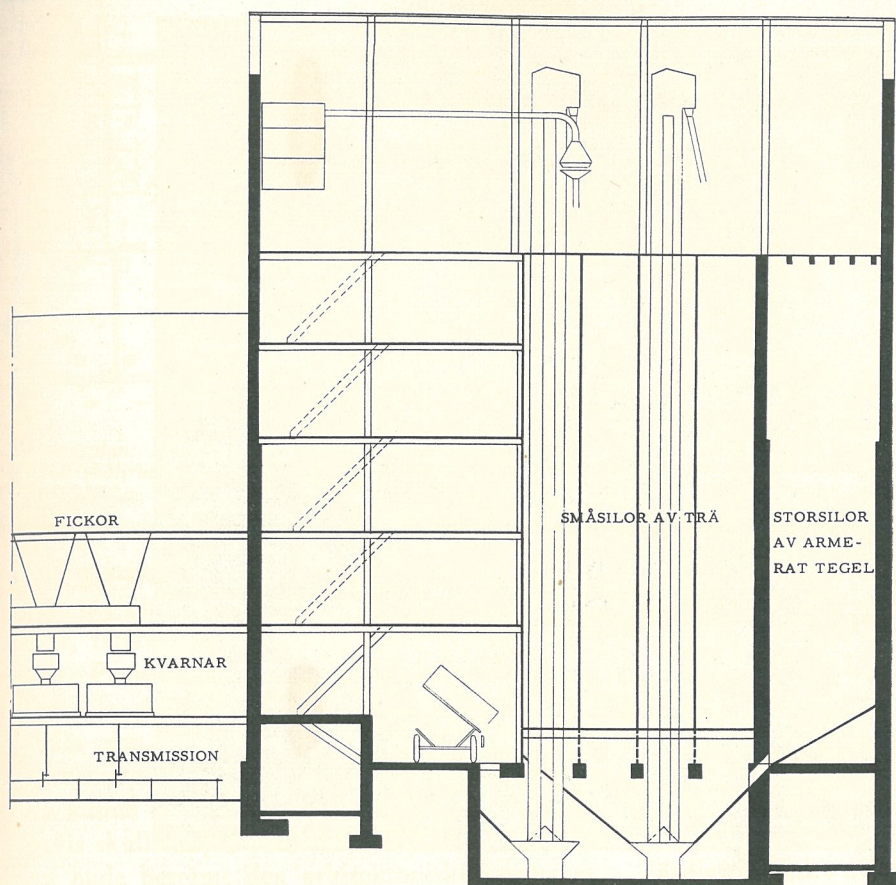 FICKOR
SMÅSILOR AV TRÄ
STORSILOR
AV ARME-
RAT TEGEL
KVARNAR
TRANSMISSION